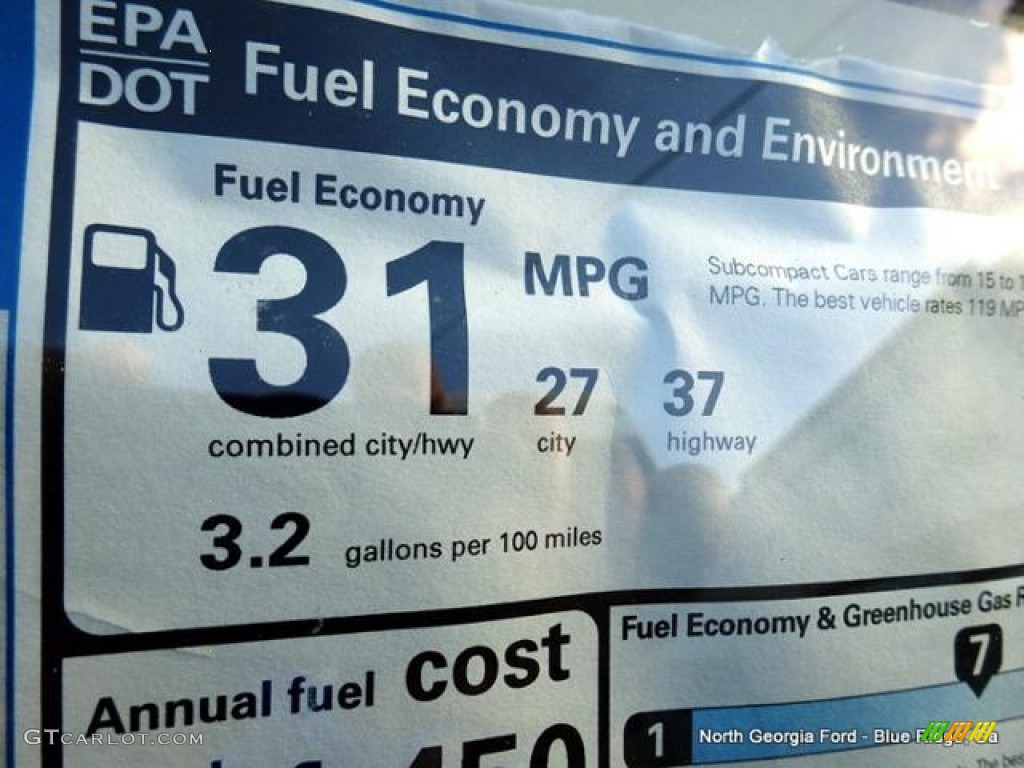 EPA
DOT
Fuel Economy and Environment
Fuel Economy
31 MPG
Subcompact Cars range from 15 to
MPG. The best vehicle rates 119
27 37
combined city/hwy city highway
3.2 gallons per 100 miles
Annual fuel cost
Fuel Economy & Greenhouse Gas
7
1
GTCARLOT.COM
North Georgia Ford - Blue Ridge, Ga